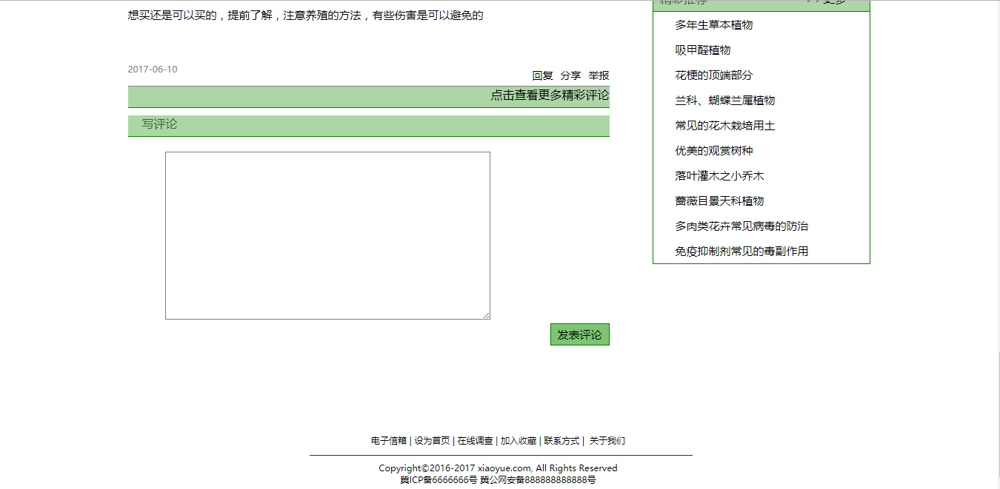 想买还是可以买的，提前了解，注意养殖的方法，有些伤害是可以避免的
2017-06-10
回复 分享 举报
点击查看更多精彩评论
写评论
发表评论
精彩推荐 >>更多
多年生草本植物
吸甲醛植物
花梗的顶端部分
兰科、蝴蝶兰属植物
常见的花木栽培用土
优美的观赏树种
落叶灌木之小乔木
蔷薇目景天科植物
多肉类花卉常见病毒的防治
免疫抑制剂常见的毒副作用
电子信箱 | 设为首页 | 在线调查 | 加入收藏 | 联系方式 | 关于我们
Copyright©2016-2017 xiaoyue.com, All Rights Reserved
冀ICP备6666666号 冀公网安备888888888888号